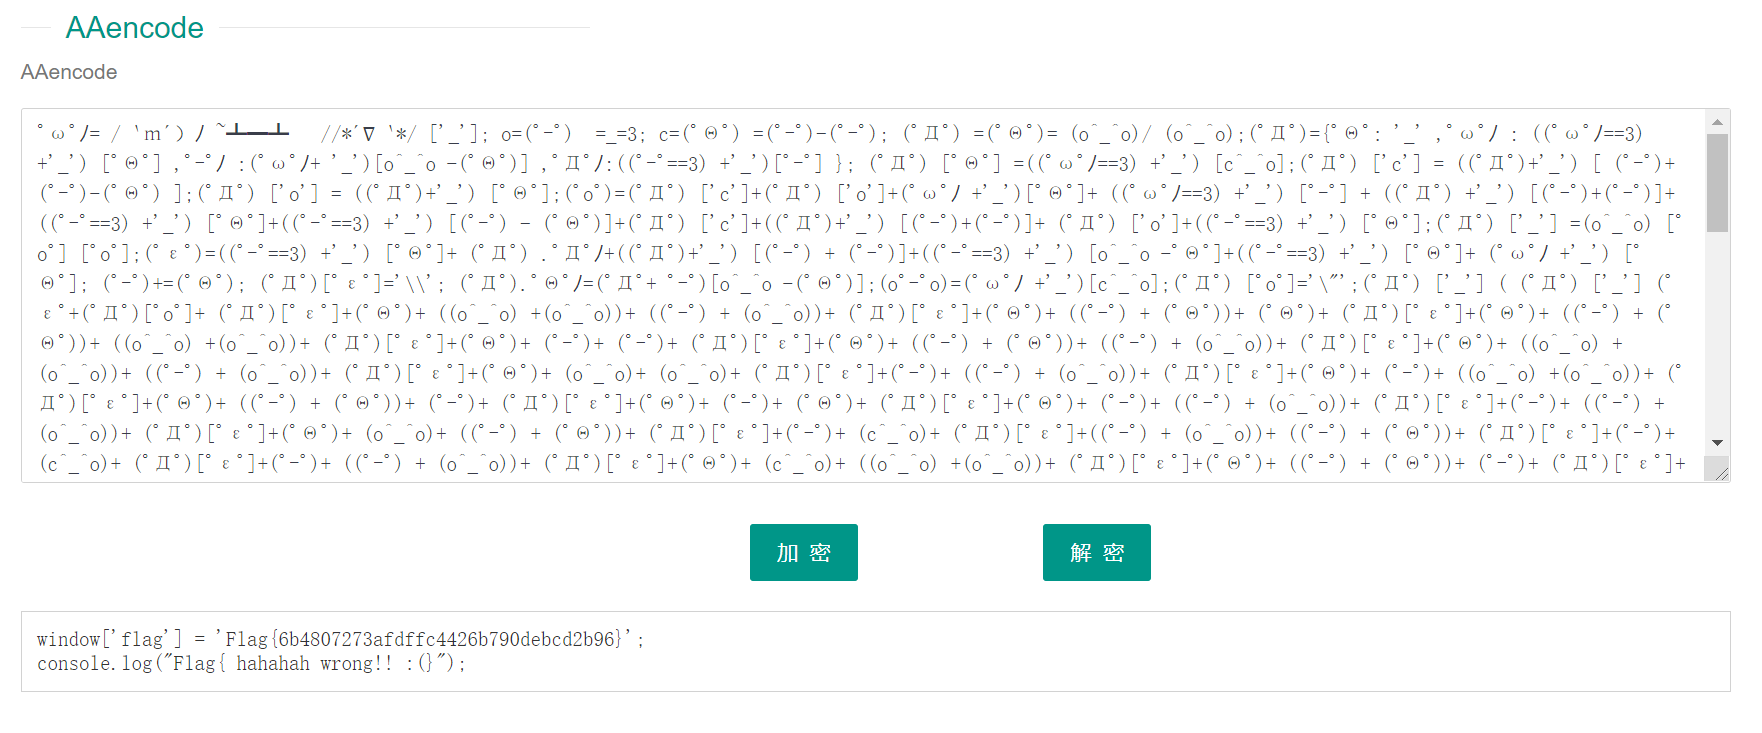 AAencode
AAencode
ﾟωﾟﾉ= / `ｍ´）ﾉ ~┻━┻   //*´∇`*/ ['_']; o=(ﾟｰﾟ)  =_=3; c=(ﾟΘﾟ) =(ﾟｰﾟ)-(ﾟｰﾟ); (ﾟДﾟ) =(ﾟΘﾟ)= (o^_^o)/ (o^_^o);(ﾟДﾟ)={ﾟΘﾟ: '_' ,ﾟωﾟﾉ : ((ﾟωﾟﾉ==3)
+'_') [ﾟΘﾟ] ,ﾟｰﾟﾉ :(ﾟωﾟﾉ+ '_')[o^_^o -(ﾟΘﾟ)] ,ﾟДﾟﾉ:((ﾟｰﾟ==3) +'_')[ﾟｰﾟ] }; (ﾟДﾟ) [ﾟΘﾟ] =((ﾟωﾟﾉ==3) +'_') [c^_^o];(ﾟДﾟ) ['c'] = ((ﾟДﾟ)+'_') [ (ﾟｰﾟ)+
(ﾟｰﾟ)-(ﾟΘﾟ) ];(ﾟДﾟ) ['o'] = ((ﾟДﾟ)+'_') [ﾟΘﾟ];(ﾟoﾟ)=(ﾟДﾟ) ['c']+(ﾟДﾟ) ['o']+(ﾟωﾟﾉ +'_')[ﾟΘﾟ]+ ((ﾟωﾟﾉ==3) +'_') [ﾟｰﾟ] + ((ﾟДﾟ) +'_') [(ﾟｰﾟ)+(ﾟｰﾟ)]+
((ﾟｰﾟ==3) +'_') [ﾟΘﾟ]+((ﾟｰﾟ==3) +'_') [(ﾟｰﾟ) - (ﾟΘﾟ)]+(ﾟДﾟ) ['c']+((ﾟДﾟ)+'_') [(ﾟｰﾟ)+(ﾟｰﾟ)]+ (ﾟДﾟ) ['o']+((ﾟｰﾟ==3) +'_') [ﾟΘﾟ];(ﾟДﾟ) ['_'] =(o^_^o) [ﾟ
oﾟ] [ﾟoﾟ];(ﾟεﾟ)=((ﾟｰﾟ==3) +'_') [ﾟΘﾟ]+ (ﾟДﾟ) .ﾟДﾟﾉ+((ﾟДﾟ)+'_') [(ﾟｰﾟ) + (ﾟｰﾟ)]+((ﾟｰﾟ==3) +'_') [o^_^o -ﾟΘﾟ]+((ﾟｰﾟ==3) +'_') [ﾟΘﾟ]+ (ﾟωﾟﾉ +'_') [ﾟ
Θﾟ]; (ﾟｰﾟ)+=(ﾟΘﾟ); (ﾟДﾟ)[ﾟεﾟ]='\\'; (ﾟДﾟ).ﾟΘﾟﾉ=(ﾟДﾟ+ ﾟｰﾟ)[o^_^o -(ﾟΘﾟ)];(oﾟｰﾟo)=(ﾟωﾟﾉ +'_')[c^_^o];(ﾟДﾟ) [ﾟoﾟ]='\"';(ﾟДﾟ) ['_'] ( (ﾟДﾟ) ['_'] (ﾟ
εﾟ+(ﾟДﾟ)[ﾟoﾟ]+ (ﾟДﾟ)[ﾟεﾟ]+(ﾟΘﾟ)+ ((o^_^o) +(o^_^o))+ ((ﾟｰﾟ) + (o^_^o))+ (ﾟДﾟ)[ﾟεﾟ]+(ﾟΘﾟ)+ ((ﾟｰﾟ) + (ﾟΘﾟ))+ (ﾟΘﾟ)+ (ﾟДﾟ)[ﾟεﾟ]+(ﾟΘﾟ)+ ((ﾟｰﾟ) + (ﾟ
Θﾟ))+ ((o^_^o) +(o^_^o))+ (ﾟДﾟ)[ﾟεﾟ]+(ﾟΘﾟ)+ (ﾟｰﾟ)+ (ﾟｰﾟ)+ (ﾟДﾟ)[ﾟεﾟ]+(ﾟΘﾟ)+ ((ﾟｰﾟ) + (ﾟΘﾟ))+ ((ﾟｰﾟ) + (o^_^o))+ (ﾟДﾟ)[ﾟεﾟ]+(ﾟΘﾟ)+ ((o^_^o) +
(o^_^o))+ ((ﾟｰﾟ) + (o^_^o))+ (ﾟДﾟ)[ﾟεﾟ]+(ﾟΘﾟ)+ (o^_^o)+ (o^_^o)+ (ﾟДﾟ)[ﾟεﾟ]+(ﾟｰﾟ)+ ((ﾟｰﾟ) + (o^_^o))+ (ﾟДﾟ)[ﾟεﾟ]+(ﾟΘﾟ)+ (ﾟｰﾟ)+ ((o^_^o) +(o^_^o))+ (ﾟ
Дﾟ)[ﾟεﾟ]+(ﾟΘﾟ)+ ((ﾟｰﾟ) + (ﾟΘﾟ))+ (ﾟｰﾟ)+ (ﾟДﾟ)[ﾟεﾟ]+(ﾟΘﾟ)+ (ﾟｰﾟ)+ (ﾟΘﾟ)+ (ﾟДﾟ)[ﾟεﾟ]+(ﾟΘﾟ)+ (ﾟｰﾟ)+ ((ﾟｰﾟ) + (o^_^o))+ (ﾟДﾟ)[ﾟεﾟ]+(ﾟｰﾟ)+ ((ﾟｰﾟ) +
(o^_^o))+ (ﾟДﾟ)[ﾟεﾟ]+(ﾟΘﾟ)+ (o^_^o)+ ((ﾟｰﾟ) + (ﾟΘﾟ))+ (ﾟДﾟ)[ﾟεﾟ]+(ﾟｰﾟ)+ (c^_^o)+ (ﾟДﾟ)[ﾟεﾟ]+((ﾟｰﾟ) + (o^_^o))+ ((ﾟｰﾟ) + (ﾟΘﾟ))+ (ﾟДﾟ)[ﾟεﾟ]+(ﾟｰﾟ)+
(c^_^o)+ (ﾟДﾟ)[ﾟεﾟ]+(ﾟｰﾟ)+ ((ﾟｰﾟ) + (o^_^o))+ (ﾟДﾟ)[ﾟεﾟ]+(ﾟΘﾟ)+ (c^_^o)+ ((o^_^o) +(o^_^o))+ (ﾟДﾟ)[ﾟεﾟ]+(ﾟΘﾟ)+ ((ﾟｰﾟ) + (ﾟΘﾟ))+ (ﾟｰﾟ)+ (ﾟДﾟ)[ﾟεﾟ]+
加 密
解 密
window['flag'] = 'Flag{6b4807273afdffc4426b790debcd2b96}';
console.log("Flag{ hahahah wrong!! :(}");